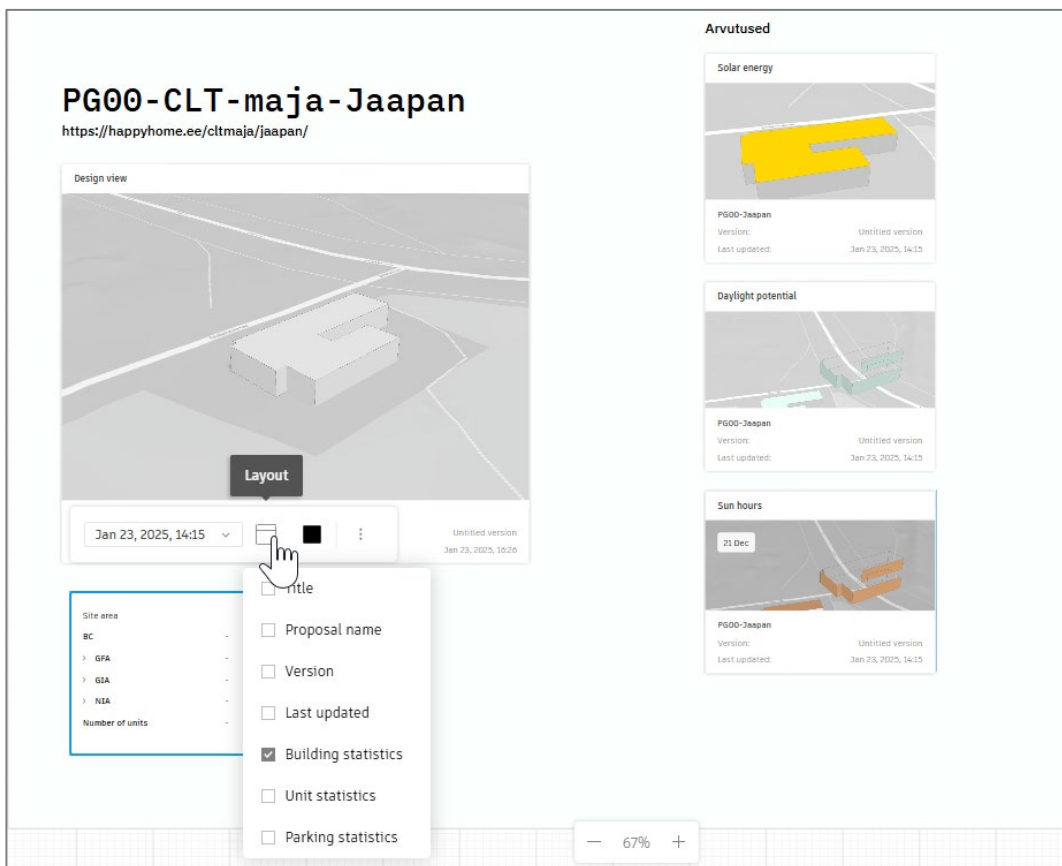 PG00-CLT-maja-Jaapan
https://happyhome.ee/cltmaja/jaapan/
Design view
Layout
Jan 23, 2025, 14:15
Untitled version
Jan 23, 2025, 16:26
Site area
BC -
GFA -
GIA -
NIA -
Number of units -
Title
Proposal name
Version
Last updated
Building statistics
Unit statistics
Parking statistics
Arvutused
Solar energy
PG00-Jaapan
Version: Untitled version
Last updated: Jan 23, 2025, 14:15
Daylight potential
PG00-Jaapan
Version: Untitled version
Last updated: Jan 23, 2025, 14:15
Sun hours
21 Dec
PG00-Jaapan
Version: Untitled version
Last updated: Jan 23, 2025, 14:15
67%